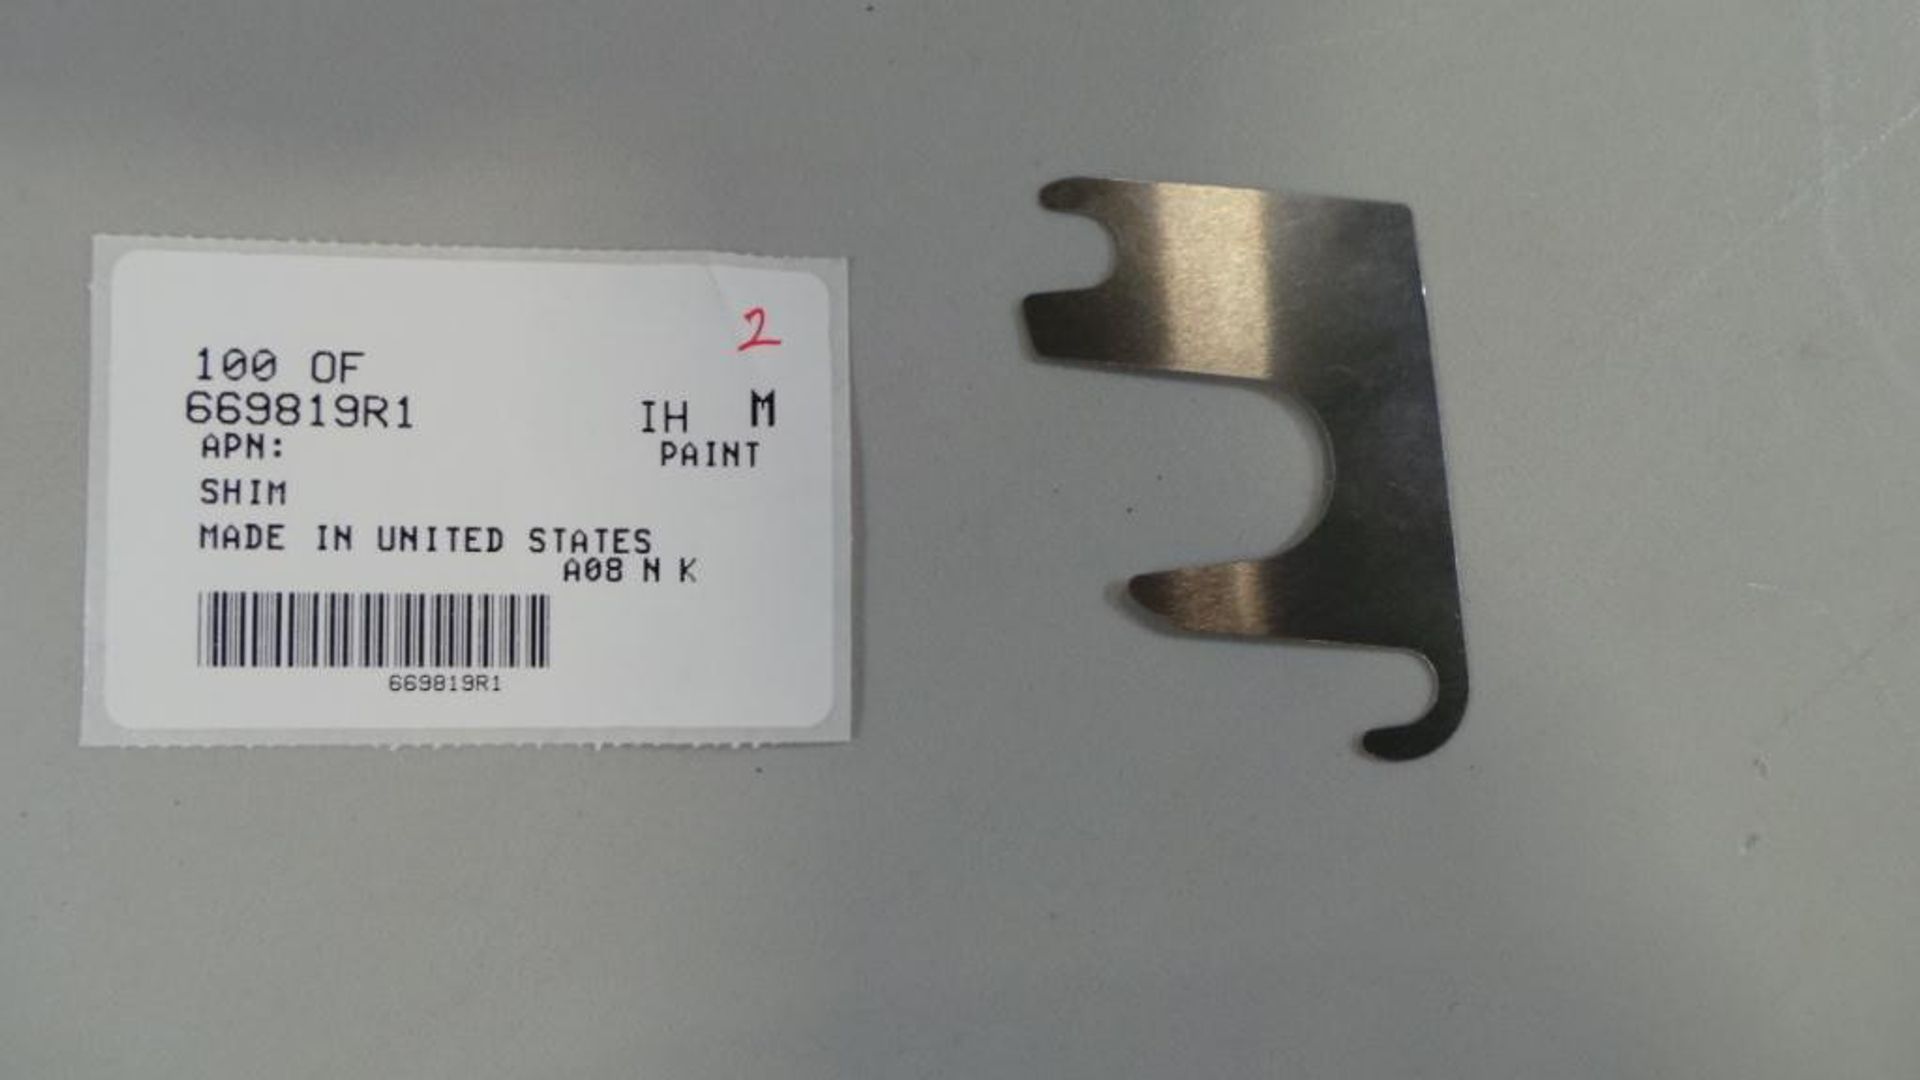 2
100 OF
669819R1 IH M
APN: PAINT
SHIM
MADE IN UNITED STATES
A08 N K
669819R1